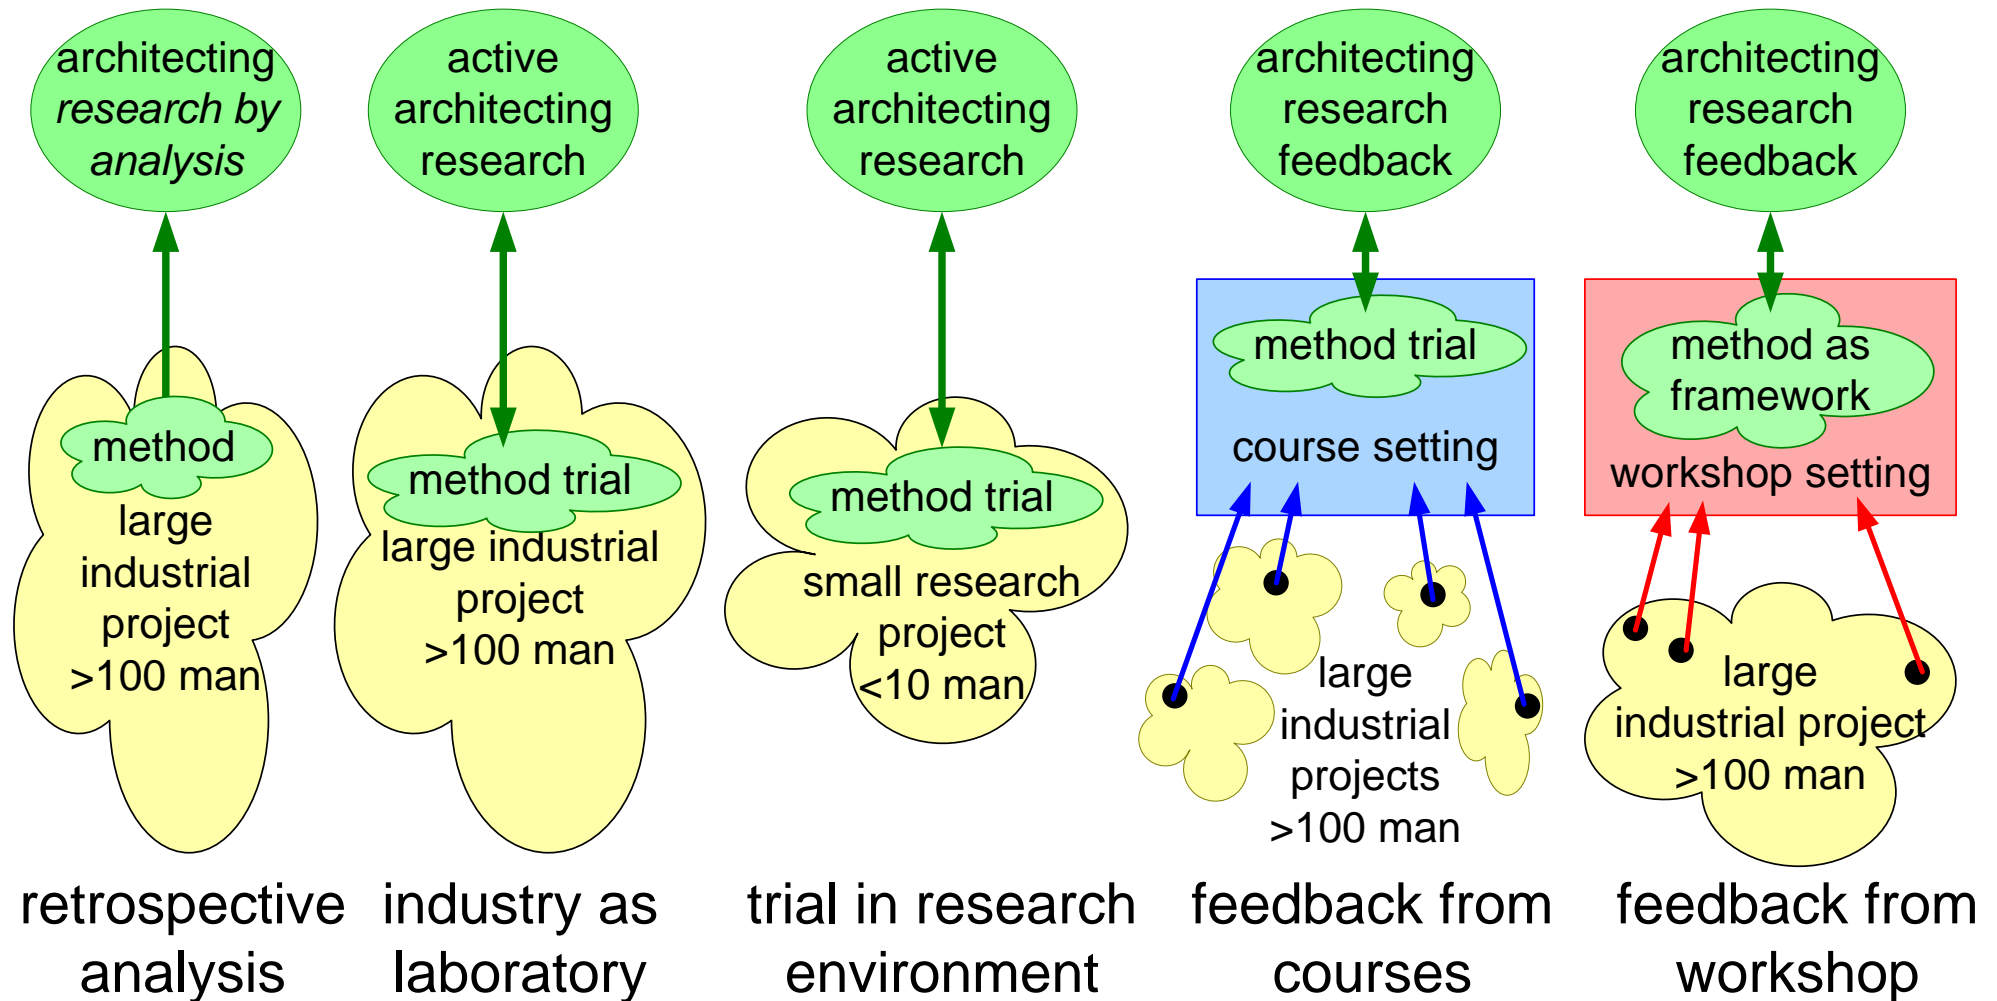 architecting
research by
analysis
method
large
industrial
project
>100 man
retrospective
analysis
active
architecting
research
method trial
large industrial
project
>100 man
industry as
laboratory
active
architecting
research
method trial
small research
project
<10 man
trial in research
environment
architecting
research
feedback
method trial
course setting
large
industrial
projects
>100 man
feedback from
courses
architecting
research
feedback
method as
framework
workshop setting
large
industrial project
>100 man
feedback from
workshop